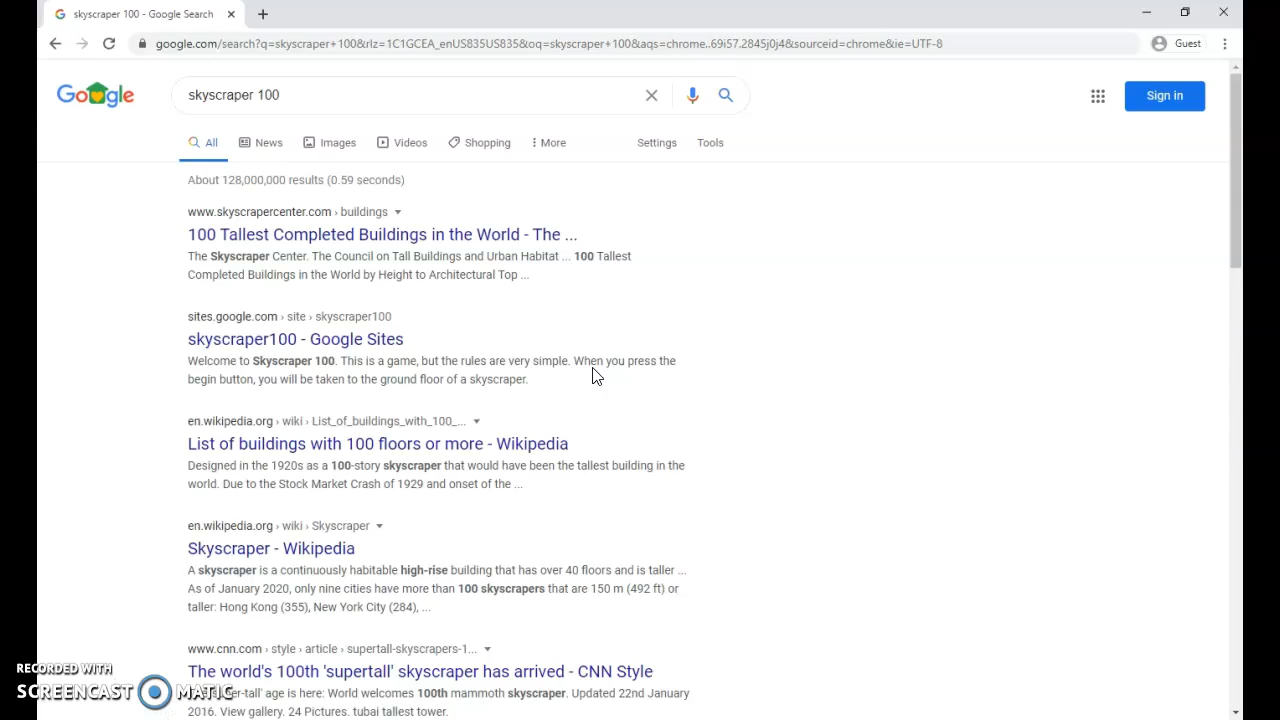 skyscraper 100 - Google Search
google.com/search?q=skyscraper+100&rlz=1C1GCEA_enUS835US835&oq=skyscraper+100&aqs=chrome..69i57.2845j0j4&sourceid=chrome&ie=UTF-8
Guest
Google
skyscraper 100
Sign in
All News Images Videos Shopping More Settings Tools
About 128,000,000 results (0.59 seconds)
www.skyscrapercenter.com › buildings
100 Tallest Completed Buildings in the World - The ...
The Skyscraper Center. The Council on Tall Buildings and Urban Habitat ... 100 Tallest
Completed Buildings in the World by Height to Architectural Top ...
sites.google.com › site › skyscraper100
skyscraper100 - Google Sites
Welcome to Skyscraper 100. This is a game, but the rules are very simple. When you press the
begin button, you will be taken to the ground floor of a skyscraper.
en.wikipedia.org › wiki › List_of_buildings_with_100_...
List of buildings with 100 floors or more - Wikipedia
Designed in the 1920s as a 100-story skyscraper that would have been the tallest building in the
world. Due to the Stock Market Crash of 1929 and onset of the ...
en.wikipedia.org › wiki › Skyscraper
Skyscraper - Wikipedia
A skyscraper is a continuously habitable high-rise building that has over 40 floors and is taller ...
As of January 2020, only nine cities have more than 100 skyscrapers that are 150 m (492 ft) or
taller: Hong Kong (355), New York City (284), ...
www.cnn.com › style › article › supertall-skyscrapers-1...
The world's 100th 'supertall' skyscraper has arrived - CNN Style
age is here: World welcomes 100th mammoth skyscraper. Updated 22nd January
2016. View gallery. 24 Pictures. tubai tallest tower.
RECORDED WITH
SCREENCAST MATIC